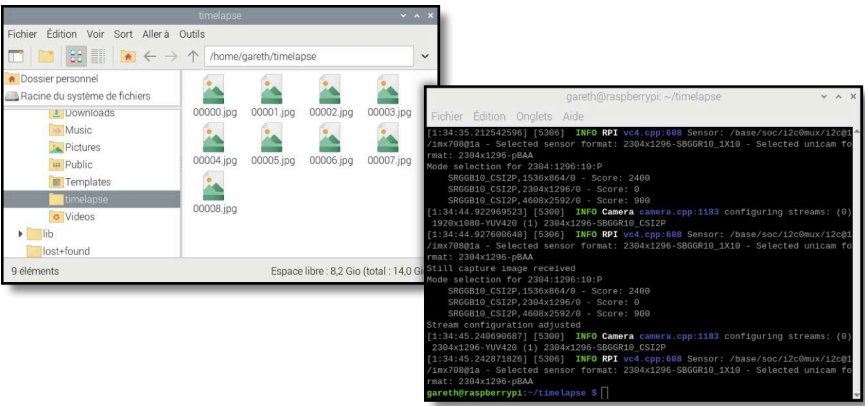 timelapse
Fichier Édition Voir Sort Aller à Outils
/home/gareth/timelapse
Dossier personnel
Racine du système de fichiers
Downloads
Music
Pictures
Public
Templates
timelapse
Videos
lib
lost+found
00000.jpg 00001.jpg 00002.jpg 00003.jpg
00004.jpg 00005.jpg 00006.jpg 00007.jpg
00008.jpg
9 éléments Espace libre : 8,2 Gio (total : 14,0 Gi
gareth@raspberrypi: ~/timelapse
Fichier Édition Onglets Aide
[1:34:35.212542596] [5306] INFO RPI vc4.cpp:608 Sensor: /base/soc/i2c0mux/i2c@1
/imx708@1a - Selected sensor format: 2304x1296-SBGGR10_1X10 - Selected unicam fo
rmat: 2304x1296-pBAA
Mode selection for 2304:1296:10:P
SRGGB10_CSI2P,1536x864/0 - Score: 2400
SRGGB10_CSI2P,2304x1296/0 - Score: 0
SRGGB10_CSI2P,4608x2592/0 - Score: 900
[1:34:44.922969523] [5300] INFO Camera camera.cpp:1183 configuring streams: (0)
1920x1080-YUV420 (1) 2304x1296-SBGGR10_CSI2P
[1:34:44.927600648] [5306] INFO RPI vc4.cpp:608 Sensor: /base/soc/i2c0mux/i2c@1
/imx708@1a - Selected sensor format: 2304x1296-SBGGR10_1X10 - Selected unicam fo
rmat: 2304x1296-pBAA
Still capture image received
Mode selection for 2304:1296:10:P
SRGGB10_CSI2P,1536x864/0 - Score: 2400
SRGGB10_CSI2P,2304x1296/0 - Score: 0
SRGGB10_CSI2P,4608x2592/0 - Score: 900
Stream configuration adjusted
[1:34:45.240690687] [5300] INFO Camera camera.cpp:1183 configuring streams: (0)
2304x1296-YUV420 (1) 2304x1296-SBGGR10_CSI2P
[1:34:45.242871826] [5306] INFO RPI vc4.cpp:608 Sensor: /base/soc/i2c0mux/i2c@1
/imx708@1a - Selected sensor format: 2304x1296-SBGGR10_1X10 - Selected unicam fo
rmat: 2304x1296-pBAA
gareth@raspberrypi:~/timelapse $